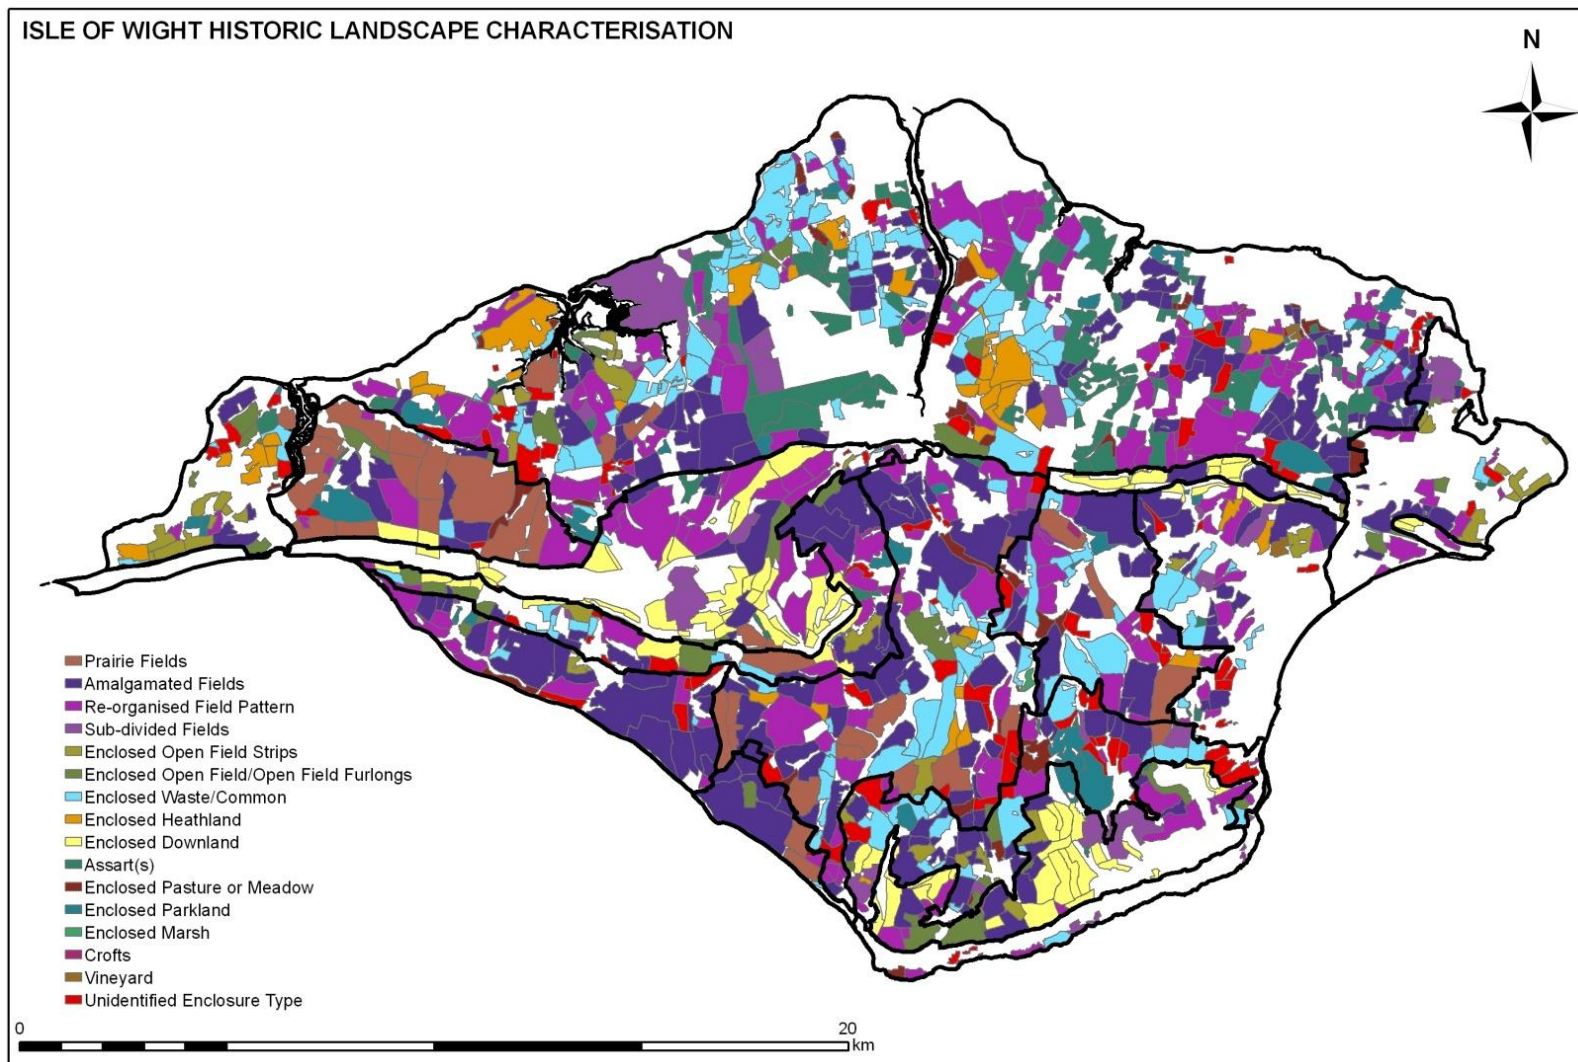 ISLE OF WIGHT HISTORIC LANDSCAPE CHARACTERISATION
N
Prairie Fields
Amalgamated Fields
Re-organised Field Pattern
Sub-divided Fields
Enclosed Open Field Strips
Enclosed Open Field/Open Field Furlongs
Enclosed Waste/Common
Enclosed Heathland
Enclosed Downland
Assart(s)
Enclosed Pasture or Meadow
Enclosed Parkland
Enclosed Marsh
Crofts
Vineyard
Unidentified Enclosure Type
0 20
km